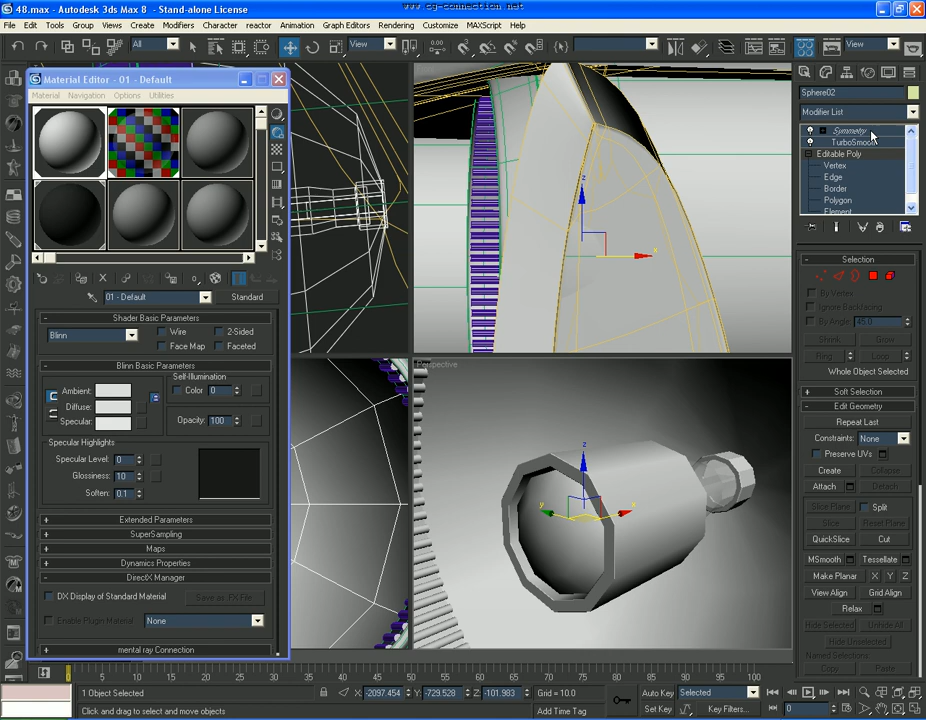 48.max - Autodesk 3ds Max 8 - Stand-alone License
www.cg-connection.net
File Edit Tools Group Views Create Modifiers Character reactor Animation Graph Editors Rendering Customize MAXScript Help
All View View
Material Editor - 01 - Default
Material Navigation Options Utilities
01 - Default Standard
Shader Basic Parameters
Blinn Wire 2-Sided
Face Map Faceted
Blinn Basic Parameters
Self-Illumination
Ambient: Color 0
Diffuse:
Specular: Opacity: 100
Specular Highlights
Specular Level: 0
Glossiness: 10
Soften: 0.1
Extended Parameters
SuperSampling
Maps
Dynamics Properties
DirectX Manager
DX Display of Standard Material Save as FX File
Enable Plugin Material None
mental ray Connection
z
x
Perspective
z
y x
Sphere02
Modifier List
Symmetry
TurboSmooth
Editable Poly
Vertex
Edge
Border
Polygon
Element
Selection
By Vertex
Ignore Backfacing
By Angle: 45.0
Shrink Grow
Ring Loop
Whole Object Selected
Soft Selection
Edit Geometry
Repeat Last
Constraints: None
Preserve UVs
Create Collapse
Attach Detach
Slice Plane Split
Slice Reset Plane
QuickSlice Cut
MSmooth Tessellate
Make Planar X Y Z
View Align Grid Align
Relax
Hide Selected Unhide All
Hide Unselected
Named Selections:
Copy Paste
0 5 10 15 20 25 30 35 40 45 50 55 60 65 70 75 80 85 90 95 100
1 Object Selected X: -2097.454 Y: -729.528 Z: -101.983 Grid = 10.0 Auto Key Selected
Click and drag to select and move objects Add Time Tag Set Key Key Filters... 0